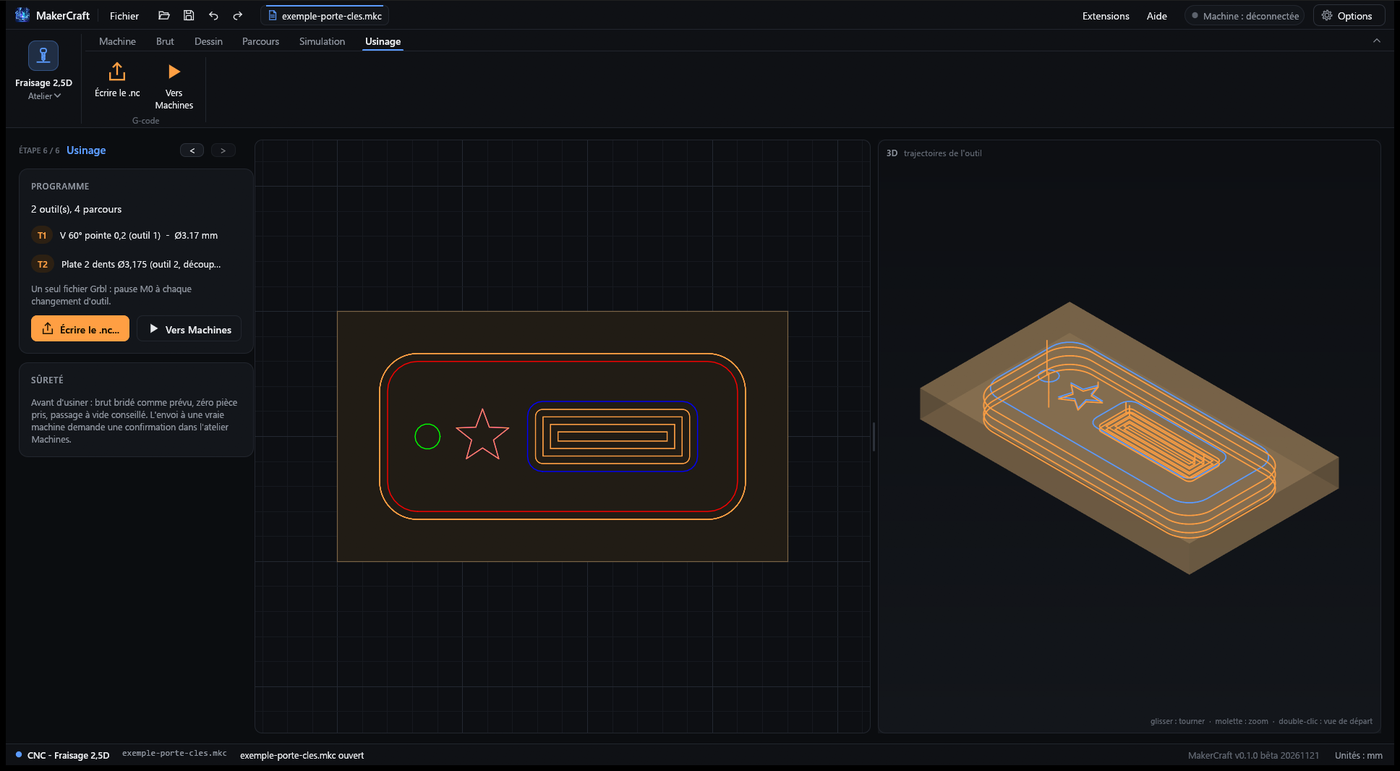 MakerCraft Fichier exemple-porte-cles.mkc Extensions Aide Machine : déconnectée Options
Machine Brut Dessin Parcours Simulation Usinage
Fraisage 2,5D
Atelier
Écrire le .nc
Vers
Machines
G-code
ÉTAPE 6 / 6 Usinage < >
PROGRAMME
2 outil(s), 4 parcours
T1 V 60° pointe 0,2 (outil 1) - Ø3.17 mm
T2 Plate 2 dents Ø3,175 (outil 2, découp...
Un seul fichier Grbl : pause M0 à chaque
changement d'outil.
Écrire le .nc... Vers Machines
SÛRETÉ
Avant d'usiner : brut bridé comme prévu, zéro pièce
pris, passage à vide conseillé. L'envoi à une vraie
machine demande une confirmation dans l'atelier
Machines.
3D trajectoires de l'outil
glisser : tourner · molette : zoom · double-clic : vue de départ
CNC - Fraisage 2,5D exemple-porte-cles.mkc exemple-porte-cles.mkc ouvert MakerCraft v0.1.0 bêta 20261121 Unités : mm